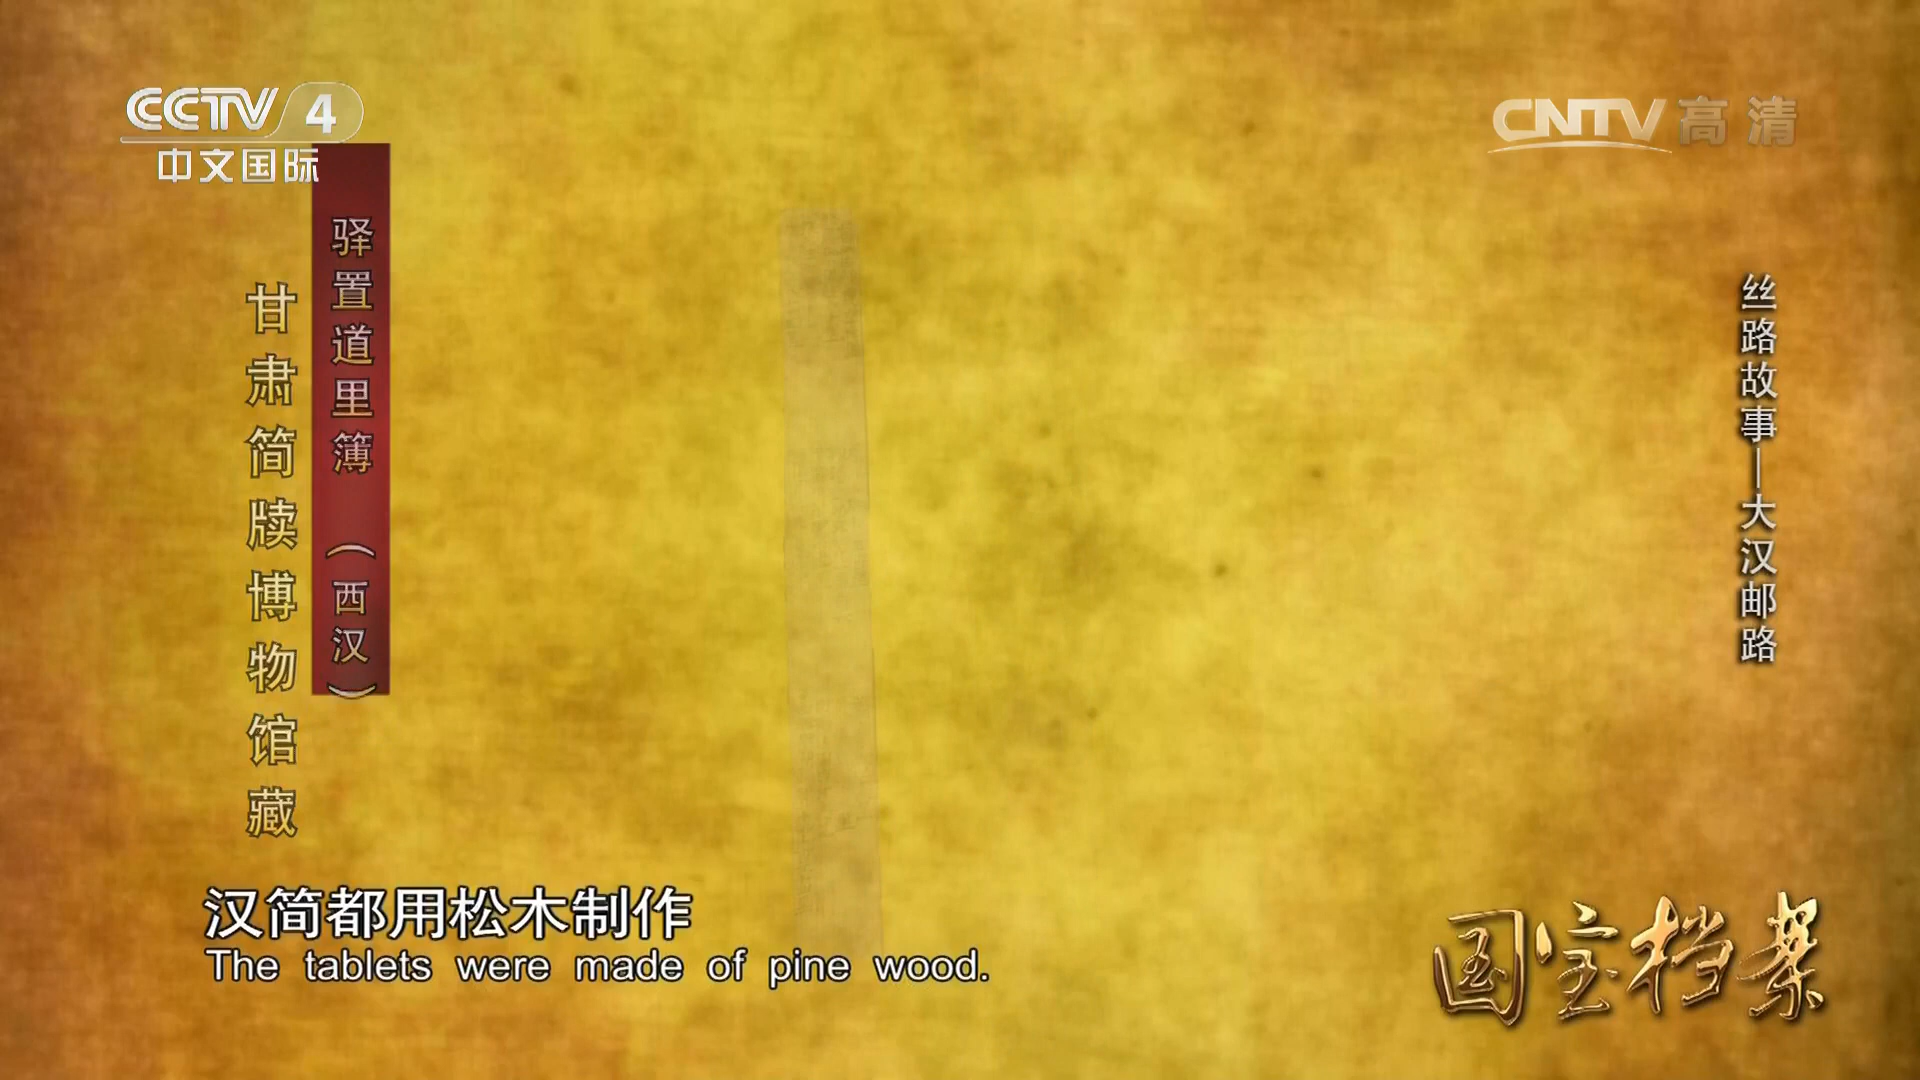 CCTV 4
中文国际
CNTV 高清
驿置道里簿（西汉）
甘肃简牍博物馆藏
丝路故事—大汉邮路
汉简都用松木制作
The tablets were made of pine wood.
国宝档案